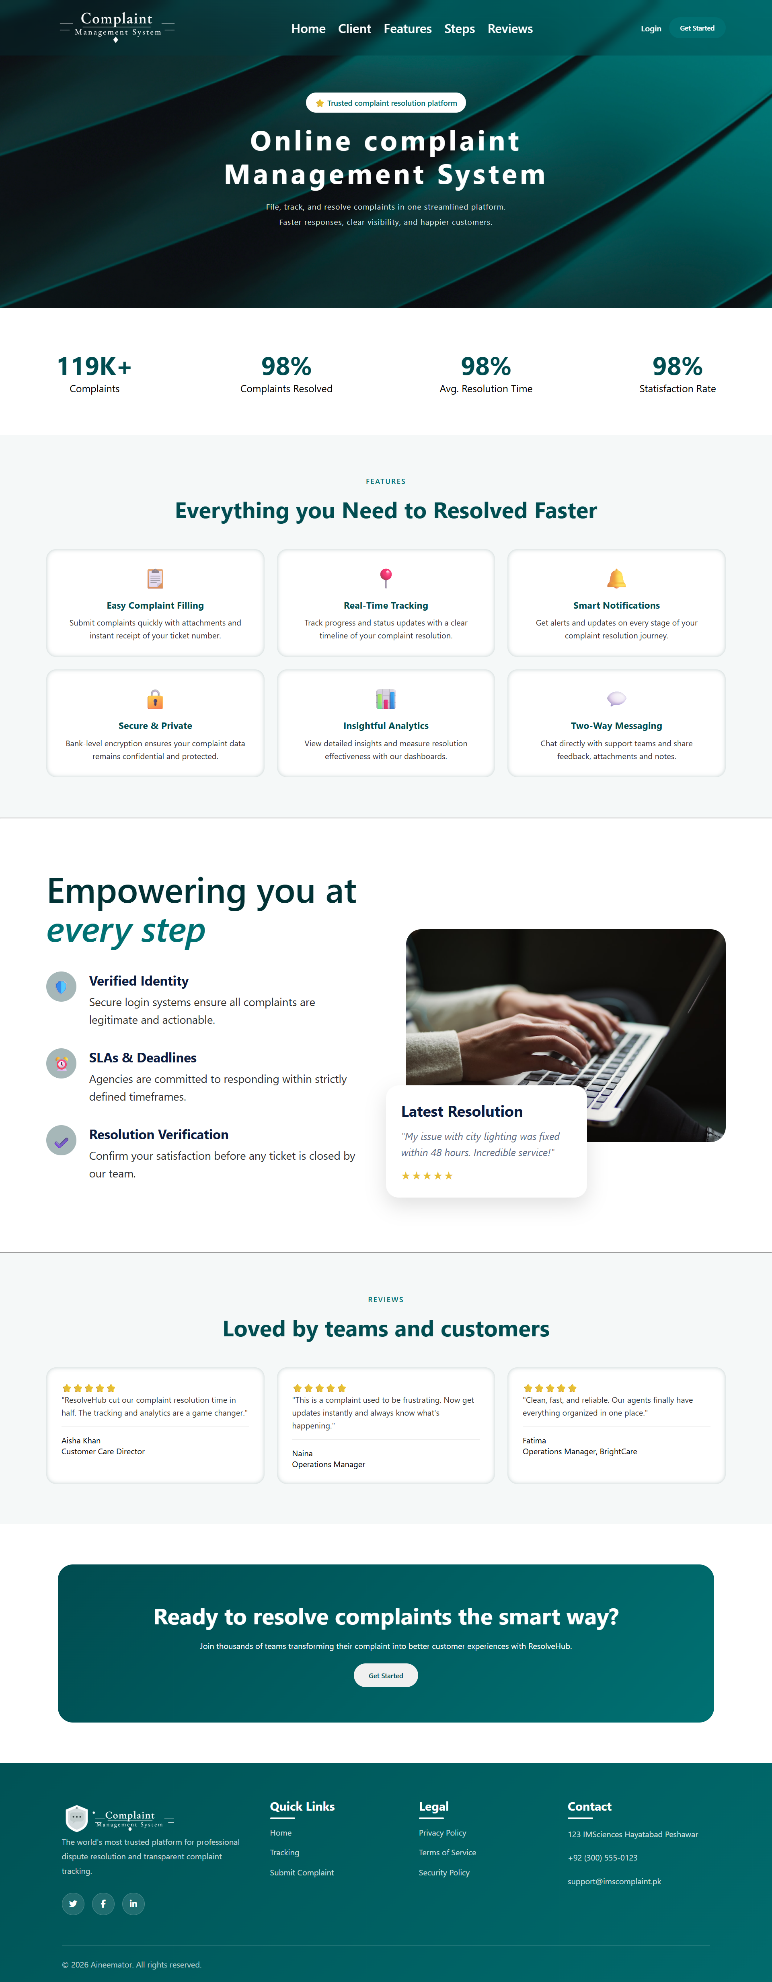 Complaint
Management System
Home Client Features Steps Reviews
Login Get Started
Trusted complaint resolution platform
Online complaint
Management System
File, track, and resolve complaints in one streamlined platform.
Faster responses, clear visibility, and happier customers.
119K+ 98% 98% 98%
Complaints Complaints Resolved Avg. Resolution Time Statisfaction Rate
FEATURES
Everything you Need to Resolved Faster
Easy Complaint Filling
Submit complaints quickly with attachments and
instant receipt of your ticket number.
Real-Time Tracking
Track progress and status updates with a clear
timeline of your complaint resolution.
Smart Notifications
Get alerts and updates on every stage of your
complaint resolution journey.
Secure & Private
Bank-level encryption ensures your complaint data
remains confidential and protected.
Insightful Analytics
View detailed insights and measure resolution
effectiveness with our dashboards.
Two-Way Messaging
Chat directly with support teams and share
feedback, attachments and notes.
Empowering you at
every step
Verified Identity
Secure login systems ensure all complaints are
legitimate and actionable.
SLAs & Deadlines
Agencies are committed to responding within strictly
defined timeframes.
Resolution Verification
Confirm your satisfaction before any ticket is closed by
our team.
Latest Resolution
"My issue with city lighting was fixed
within 48 hours. Incredible service!"
★★★★★
REVIEWS
Loved by teams and customers
"ResolveHub cut our complaint resolution time in
half. The tracking and analytics are a game changer."
Aisha Khan
Customer Care Director
"This is a complaint used to be frustrating. Now get
updates instantly and always know what's
happening."
Naina
Operations Manager
"Clean, fast, and reliable. Our agents finally have
everything organized in one place."
Fatima
Operations Manager, BrightCare
Ready to resolve complaints the smart way?
Join thousands of teams transforming their complaint into better customer experiences with ResolveHub.
Get Started
Complaint
Management System
The world's most trusted platform for professional
dispute resolution and transparent complaint
tracking.
Quick Links
Home
Tracking
Submit Complaint
Legal
Privacy Policy
Terms of Service
Security Policy
Contact
123 IMSciences Hayatabad Peshawar
+92 (300) 555-0123
support@imscomplaint.pk
© 2026 Aineemator. All rights reserved.